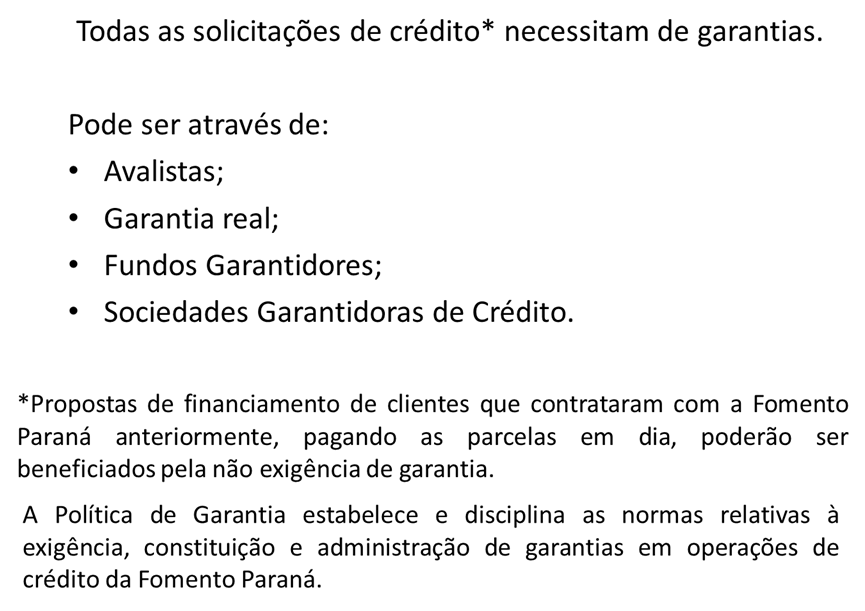 Todas as solicitações de crédito* necessitam de garantias.
Pode ser através de:
• Avalistas;
• Garantia real;
• Fundos Garantidores;
• Sociedades Garantidoras de Crédito.
*Propostas de financiamento de clientes que contrataram com a Fomento
Paraná anteriormente, pagando as parcelas em dia, poderão ser
beneficiados pela não exigência de garantia.
A Política de Garantia estabelece e disciplina as normas relativas à
exigência, constituição e administração de garantias em operações de
crédito da Fomento Paraná.